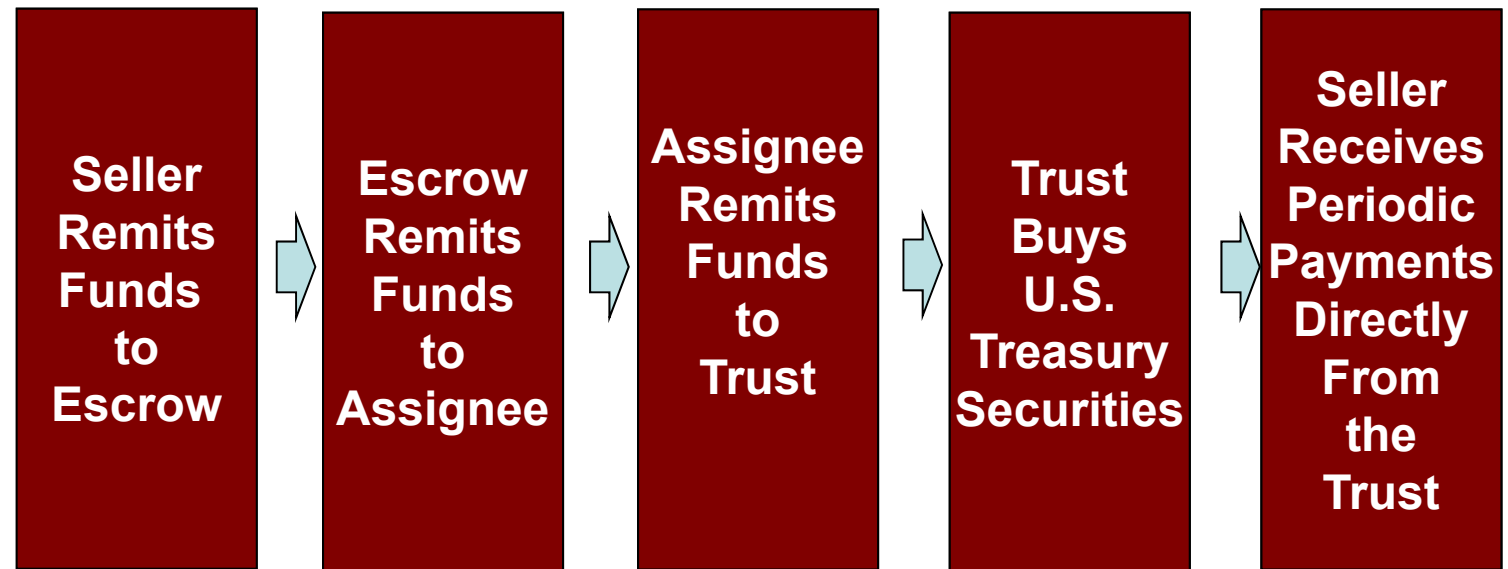 Seller
Remits
Funds
to
Escrow
Escrow
Remits
Funds
to
Assignee
Assignee
Remits
Funds
to
Trust
Trust
Buys
U.S.
Treasury
Securities
Seller
Receives
Periodic
Payments
Directly
From
the
Trust